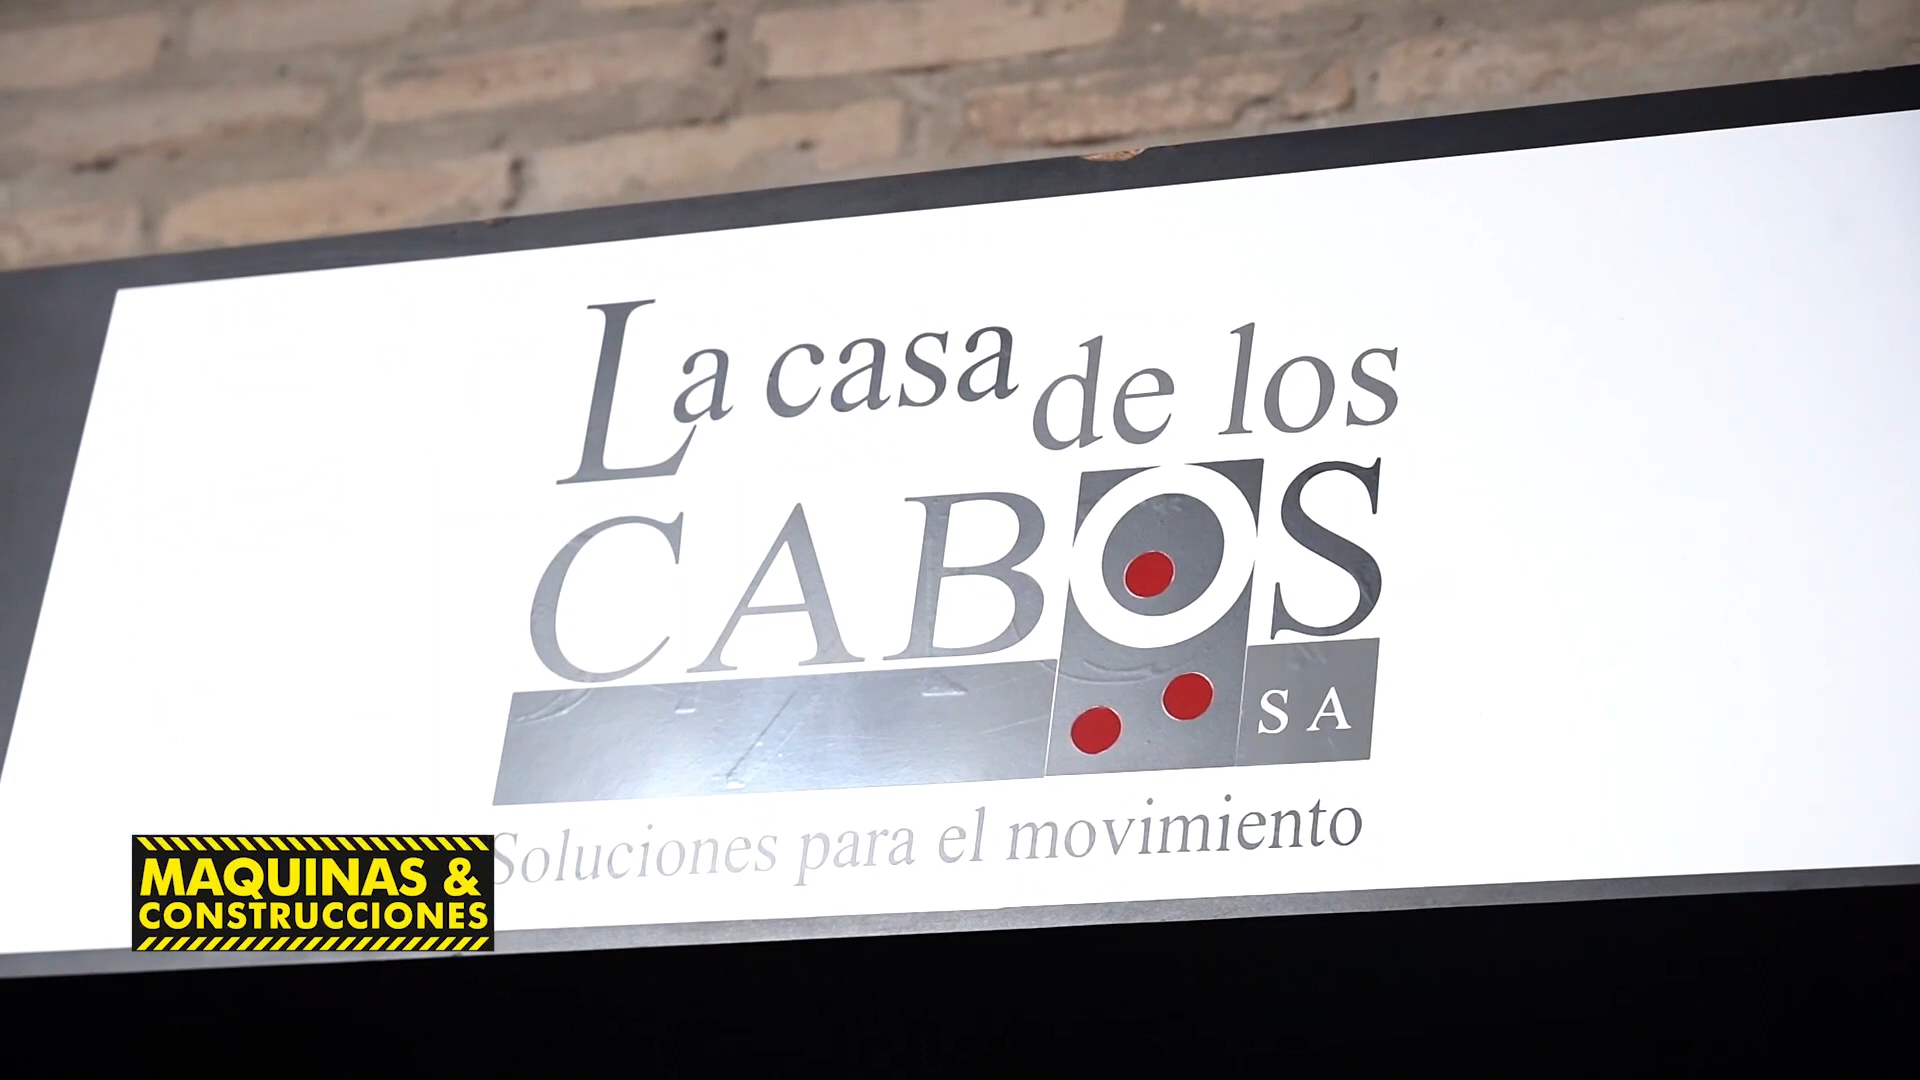 La casa de los
CABOS
SA
Soluciones para el movimiento
MAQUINAS &
CONSTRUCCIONES